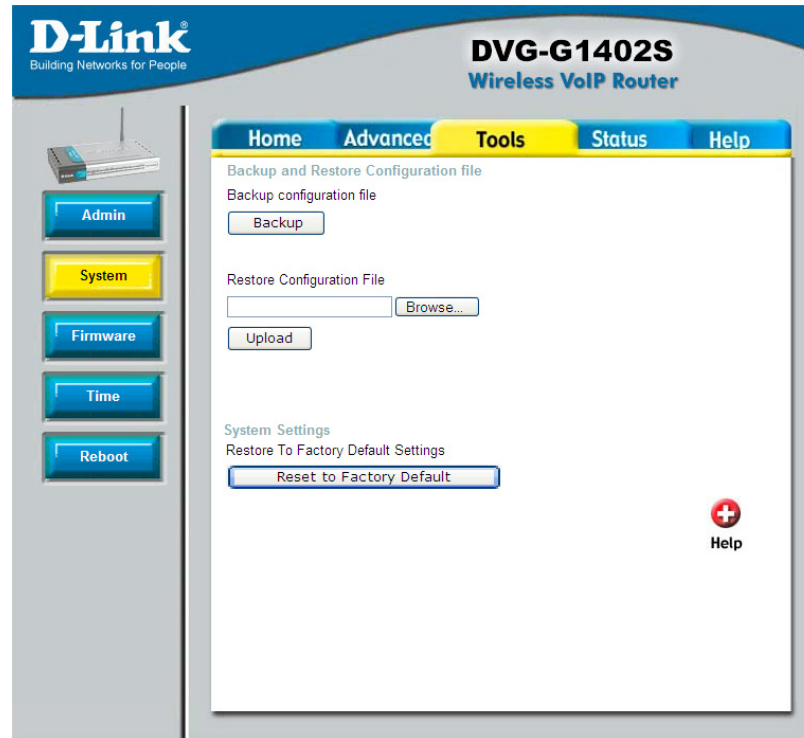 D-Link®
Building Networks for People
DVG-G1402S
Wireless VoIP Router
Home Advanced Tools Status Help
Admin
System
Firmware
Time
Reboot
Backup and Restore Configuration file
Backup configuration file
Backup
Restore Configuration File
Browse...
Upload
System Settings
Restore To Factory Default Settings
Reset to Factory Default
Help